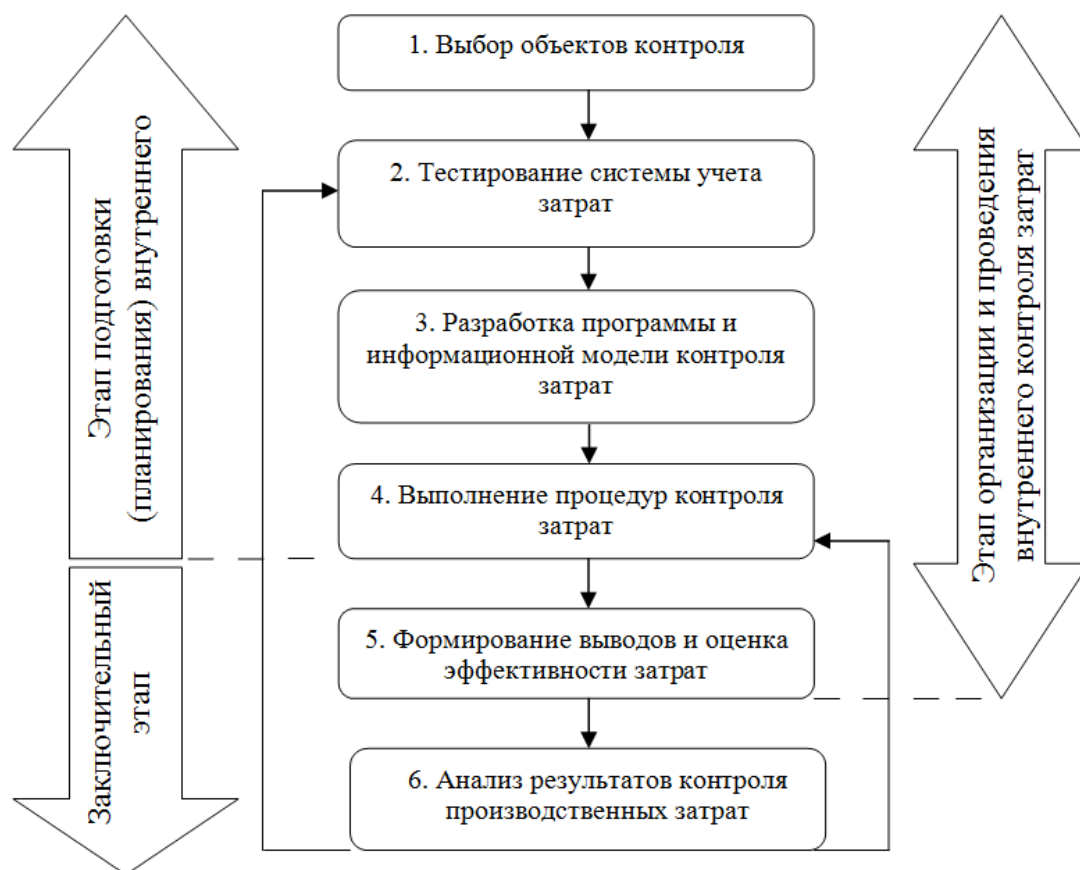 1. Выбор объектов контроля
2. Тестирование системы учета
затрат
3. Разработка программы и
информационной модели контроля
затрат
4. Выполнение процедур контроля
затрат
5. Формирование выводов и оценка
эффективности затрат
6. Анализ результатов контроля
производственных затрат
Этап подготовки
(планирования) внутреннего
Заключительный
этап
Этап организации и проведения
внутреннего контроля затрат